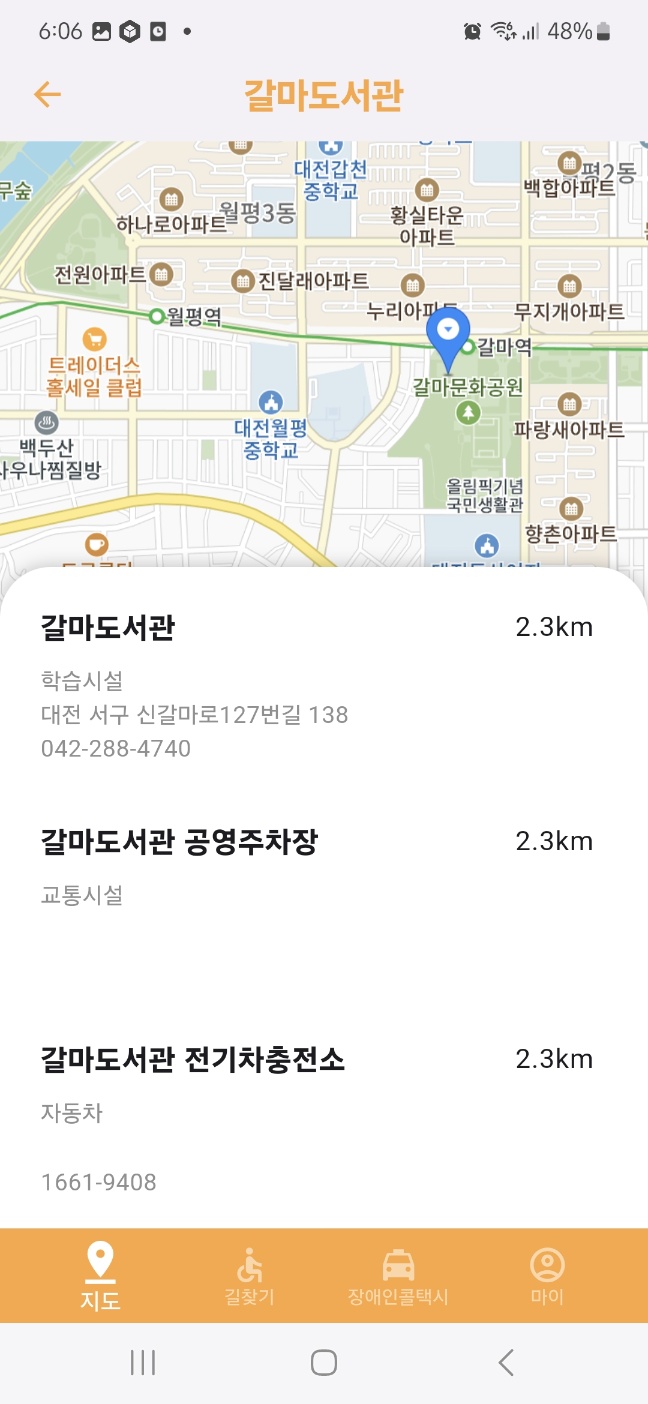 6:06
48%
갈마도서관
대전갑천
중학교
평2동
백합아파트
무숲
하나로아파트
월평3동
황실타운
아파트
전원아파트
진달래아파트
누리아파트
무지개아파트
월평역
갈마역
트레이더스
홀세일 클럽
갈마문화공원
대전월평
중학교
파랑새아파트
백두산
사우나찜질방
올림픽기념
국민생활관
향촌아파트
갈마도서관 2.3km
학습시설
대전 서구 신갈마로127번길 138
042-288-4740
갈마도서관 공영주차장 2.3km
교통시설
갈마도서관 전기차충전소 2.3km
자동차
1661-9408
지도 길찾기 장애인콜택시 마이